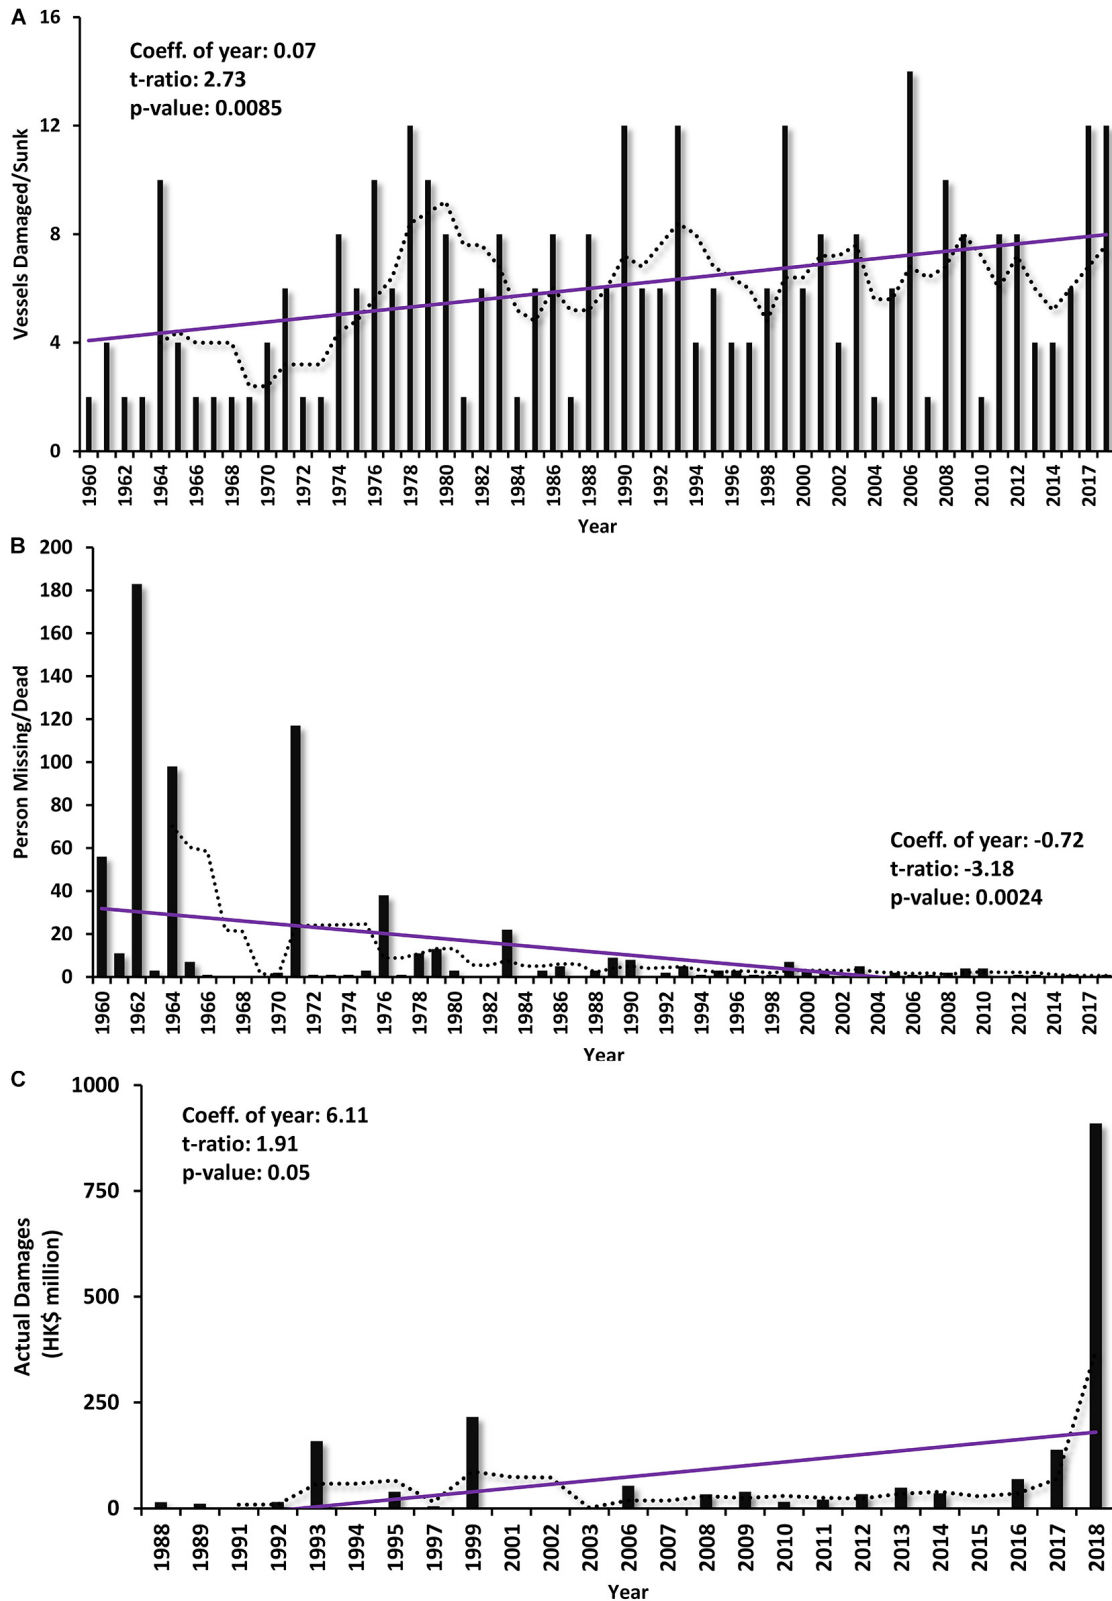 A
16
12
8
4
0
Vessels Damaged/Sunk
Coeff. of year: 0.07
t-ratio: 2.73
p-value: 0.0085
1960 1962 1964 1966 1968 1970 1972 1974 1976 1978 1980 1982 1984 1986 1988 1990 1992 1994 1996 1998 2000 2002 2004 2006 2008 2010 2012 2014 2017
Year
B
200
180
160
140
120
100
80
60
40
20
0
Person Missing/Dead
Coeff. of year: -0.72
t-ratio: -3.18
p-value: 0.0024
1960 1962 1964 1966 1968 1970 1972 1974 1976 1978 1980 1982 1984 1986 1988 1990 1992 1994 1996 1998 2000 2002 2004 2006 2008 2010 2012 2014 2017
Year
C
1000
750
500
250
0
Actual Damages
(HK$ million)
Coeff. of year: 6.11
t-ratio: 1.91
p-value: 0.05
1988 1989 1991 1992 1993 1994 1995 1997 1999 2001 2002 2003 2006 2007 2008 2009 2010 2011 2012 2013 2014 2015 2016 2017 2018
Year